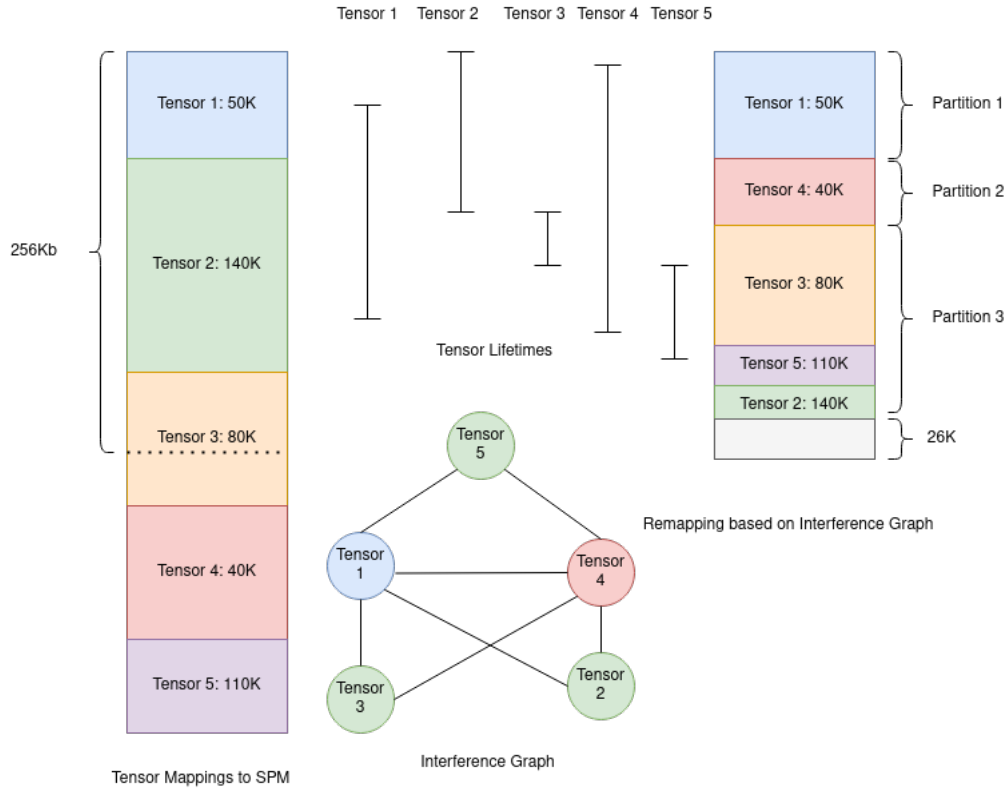 Tensor 1
Tensor 2
Tensor 3
Tensor 4
Tensor 5
256Kb
Tensor 1: 50K
Tensor 2: 140K
Tensor 3: 80K
Tensor 4: 40K
Tensor 5: 110K
Tensor Mappings to SPM
Tensor Lifetimes
Tensor
5
Tensor
1
Tensor
4
Tensor
3
Tensor
2
Interference Graph
Tensor 1: 50K
Tensor 4: 40K
Tensor 3: 80K
Tensor 5: 110K
Tensor 2: 140K
Partition 1
Partition 2
Partition 3
26K
Remapping based on Interference Graph